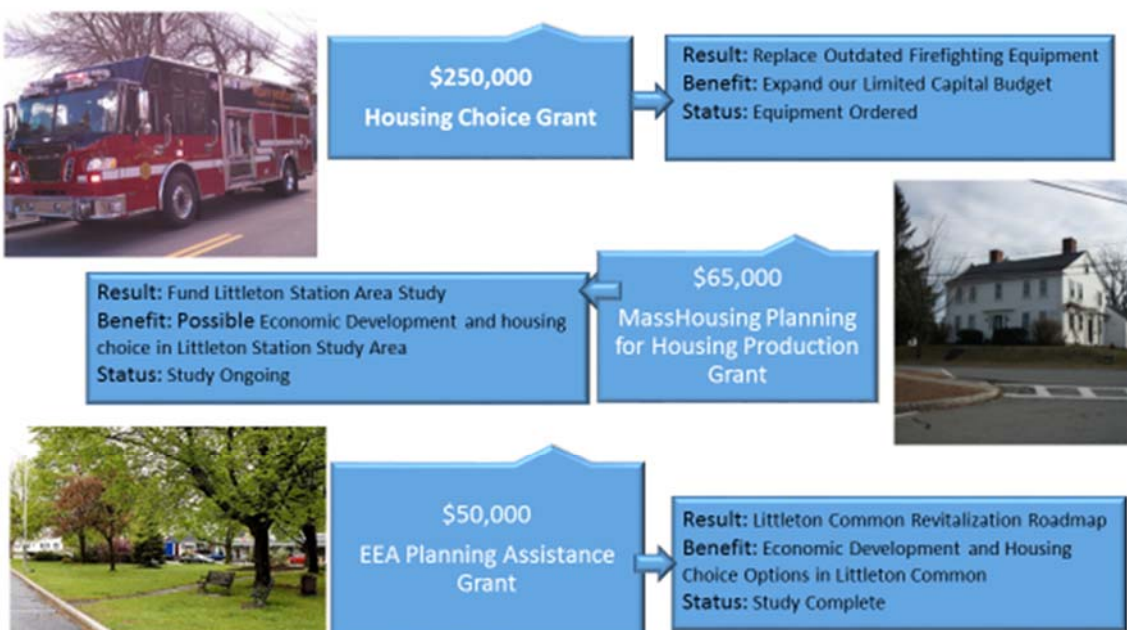 $250,000
Housing Choice Grant
Result: Replace Outdated Firefighting Equipment
Benefit: Expand our Limited Capital Budget
Status: Equipment Ordered
Result: Fund Littleton Station Area Study
Benefit: Possible Economic Development and housing
choice in Littleton Station Study Area
Status: Study Ongoing
$65,000
MassHousing Planning
for Housing Production
Grant
$50,000
EEA Planning Assistance
Grant
Result: Littleton Common Revitalization Roadmap
Benefit: Economic Development and Housing
Choice Options in Littleton Common
Status: Study Complete